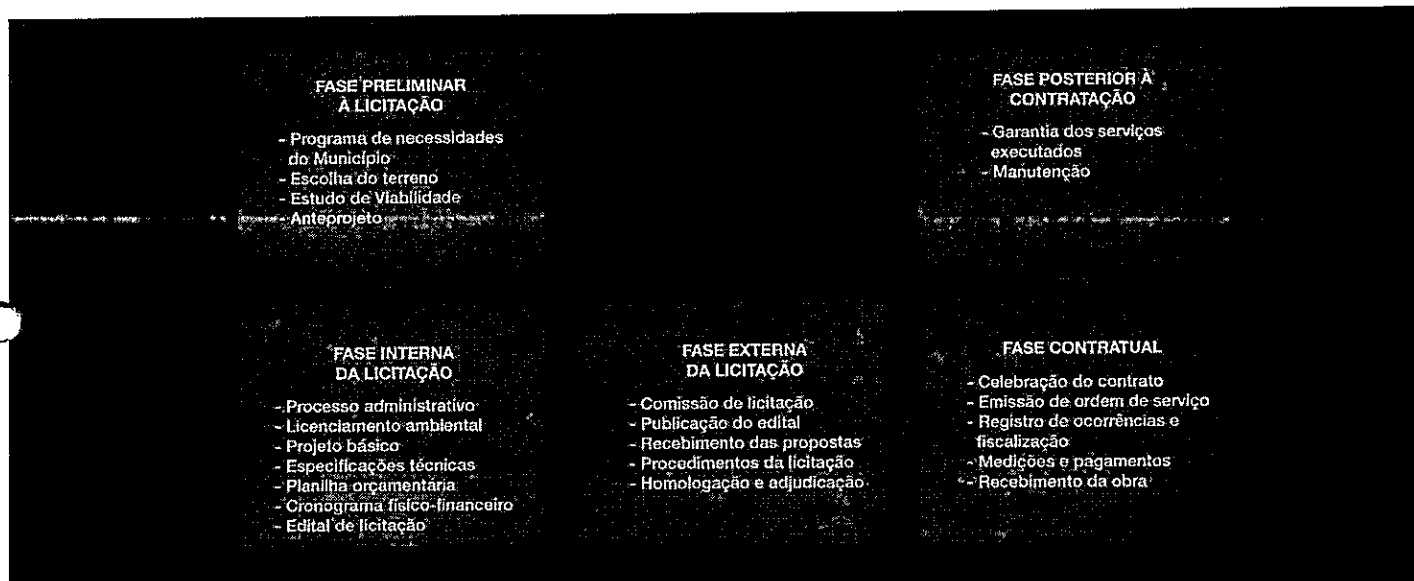 FASE PRELIMINAR
À LICITAÇÃO
- Programa de necessidades
do Município
- Escolha do terreno
- Estudo de Viabilidade
- Anteprojeto
FASE INTERNA
DA LICITAÇÃO
- Processo administrativo
- Licenciamento ambiental
- Projeto básico
- Especificações técnicas
- Planilha orçamentária
- Cronograma físico-financeiro
- Edital de licitação
FASE EXTERNA
DA LICITAÇÃO
- Comissão de licitação
- Publicação do edital
- Recebimento das propostas
- Procedimentos da licitação
- Homologação e adjudicação
FASE CONTRATUAL
- Celebração do contrato
- Emissão de ordem de serviço
- Registro de ocorrências e
fiscalização
- Medições e pagamentos
- Recebimento da obra
FASE POSTERIOR À
CONTRATAÇÃO
- Garantia dos serviços
executados
- Manutenção